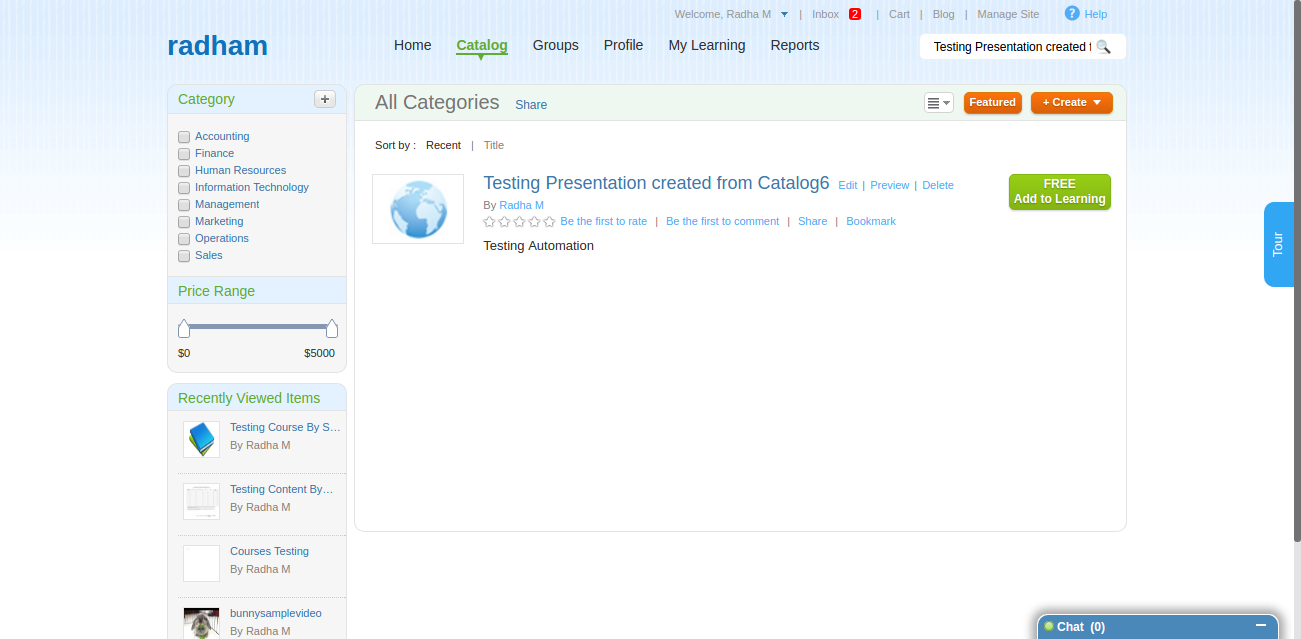 Welcome, Radha M | Inbox 2 | Cart | Blog | Manage Site ? Help
radham
Home Catalog Groups Profile My Learning Reports
Testing Presentation created
Category +
Accounting
Finance
Human Resources
Information Technology
Management
Marketing
Operations
Sales
Price Range
$0 $5000
Recently Viewed Items
Testing Course By S...
By Radha M
Testing Content By...
By Radha M
Courses Testing
By Radha M
bunnysamplevideo
By Radha M
All Categories Share
Featured
+ Create
Sort by : Recent | Title
Testing Presentation created from Catalog6 Edit | Preview | Delete
By Radha M
Be the first to rate | Be the first to comment | Share | Bookmark
Testing Automation
FREE
Add to Learning
Tour
Chat (0)